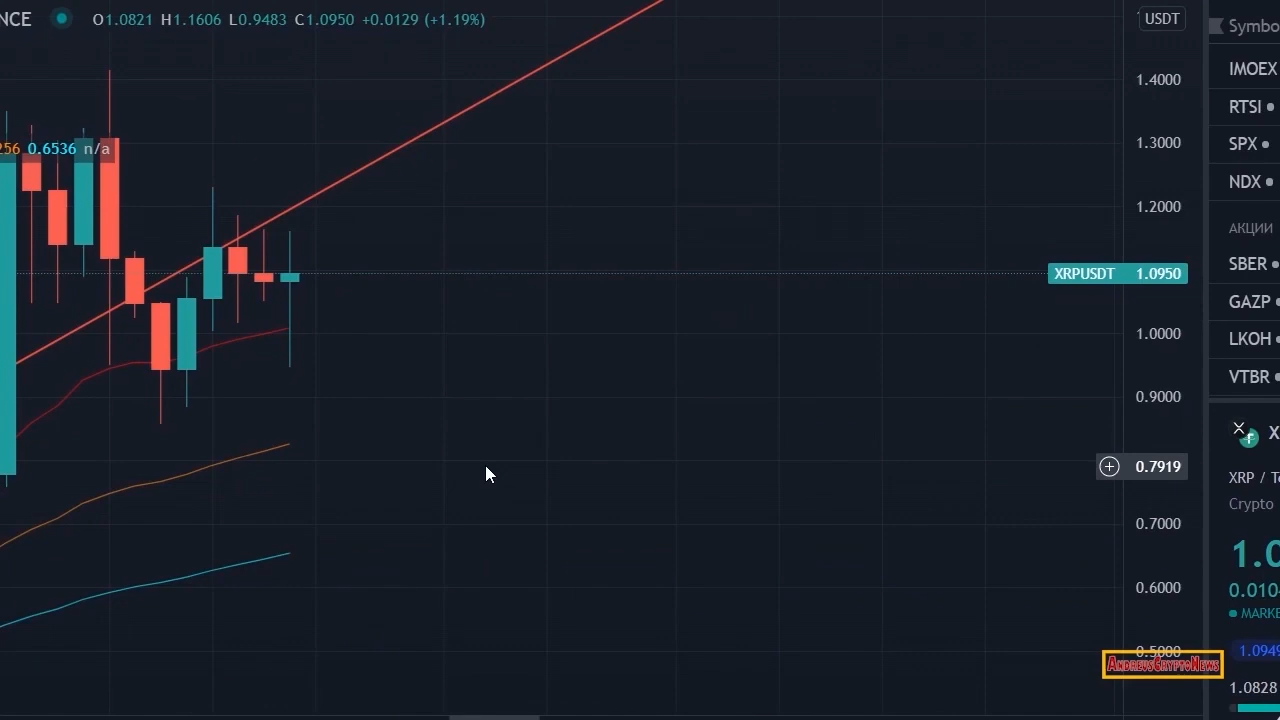 NCE O1.0821 H1.1606 L0.9483 C1.0950 +0.0129 (+1.19%)
USDT
256 0.6536 n/a
1.4000
1.3000
1.2000
XRPUSDT 1.0950
1.0000
0.9000
0.7919
0.7000
0.6000
0.5000
ANDREUSCRYPTONEWS
Symbo
IMOEX
RTSI
SPX
NDX
АКЦИИ
SBER
GAZP
LKOH
VTBR
X
XRP / Te
Crypto
1.0
0.010
MARKE
1.0949
1.0828